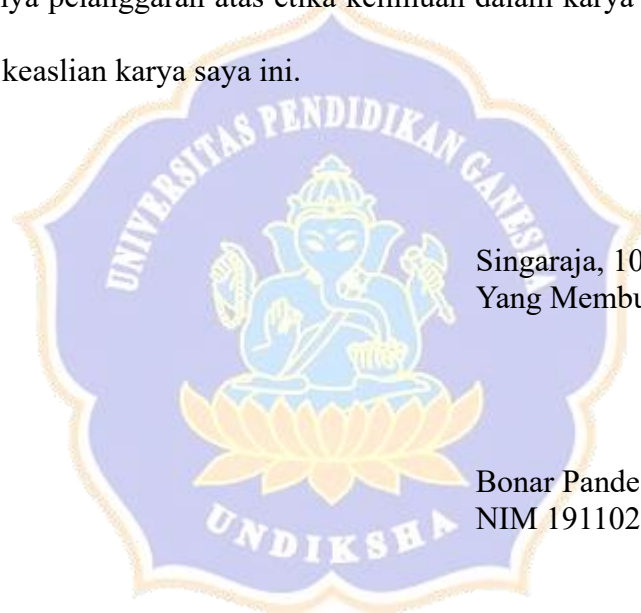 pelanggaran atas etika keilmuan dalam karya
keaslian karya saya ini.
UNIVERSITAS PENDIDIKAN GANESHA
Singaraja, 10
Yang Membu
Bonar Pande
NIM 191102
UNDIKSHA